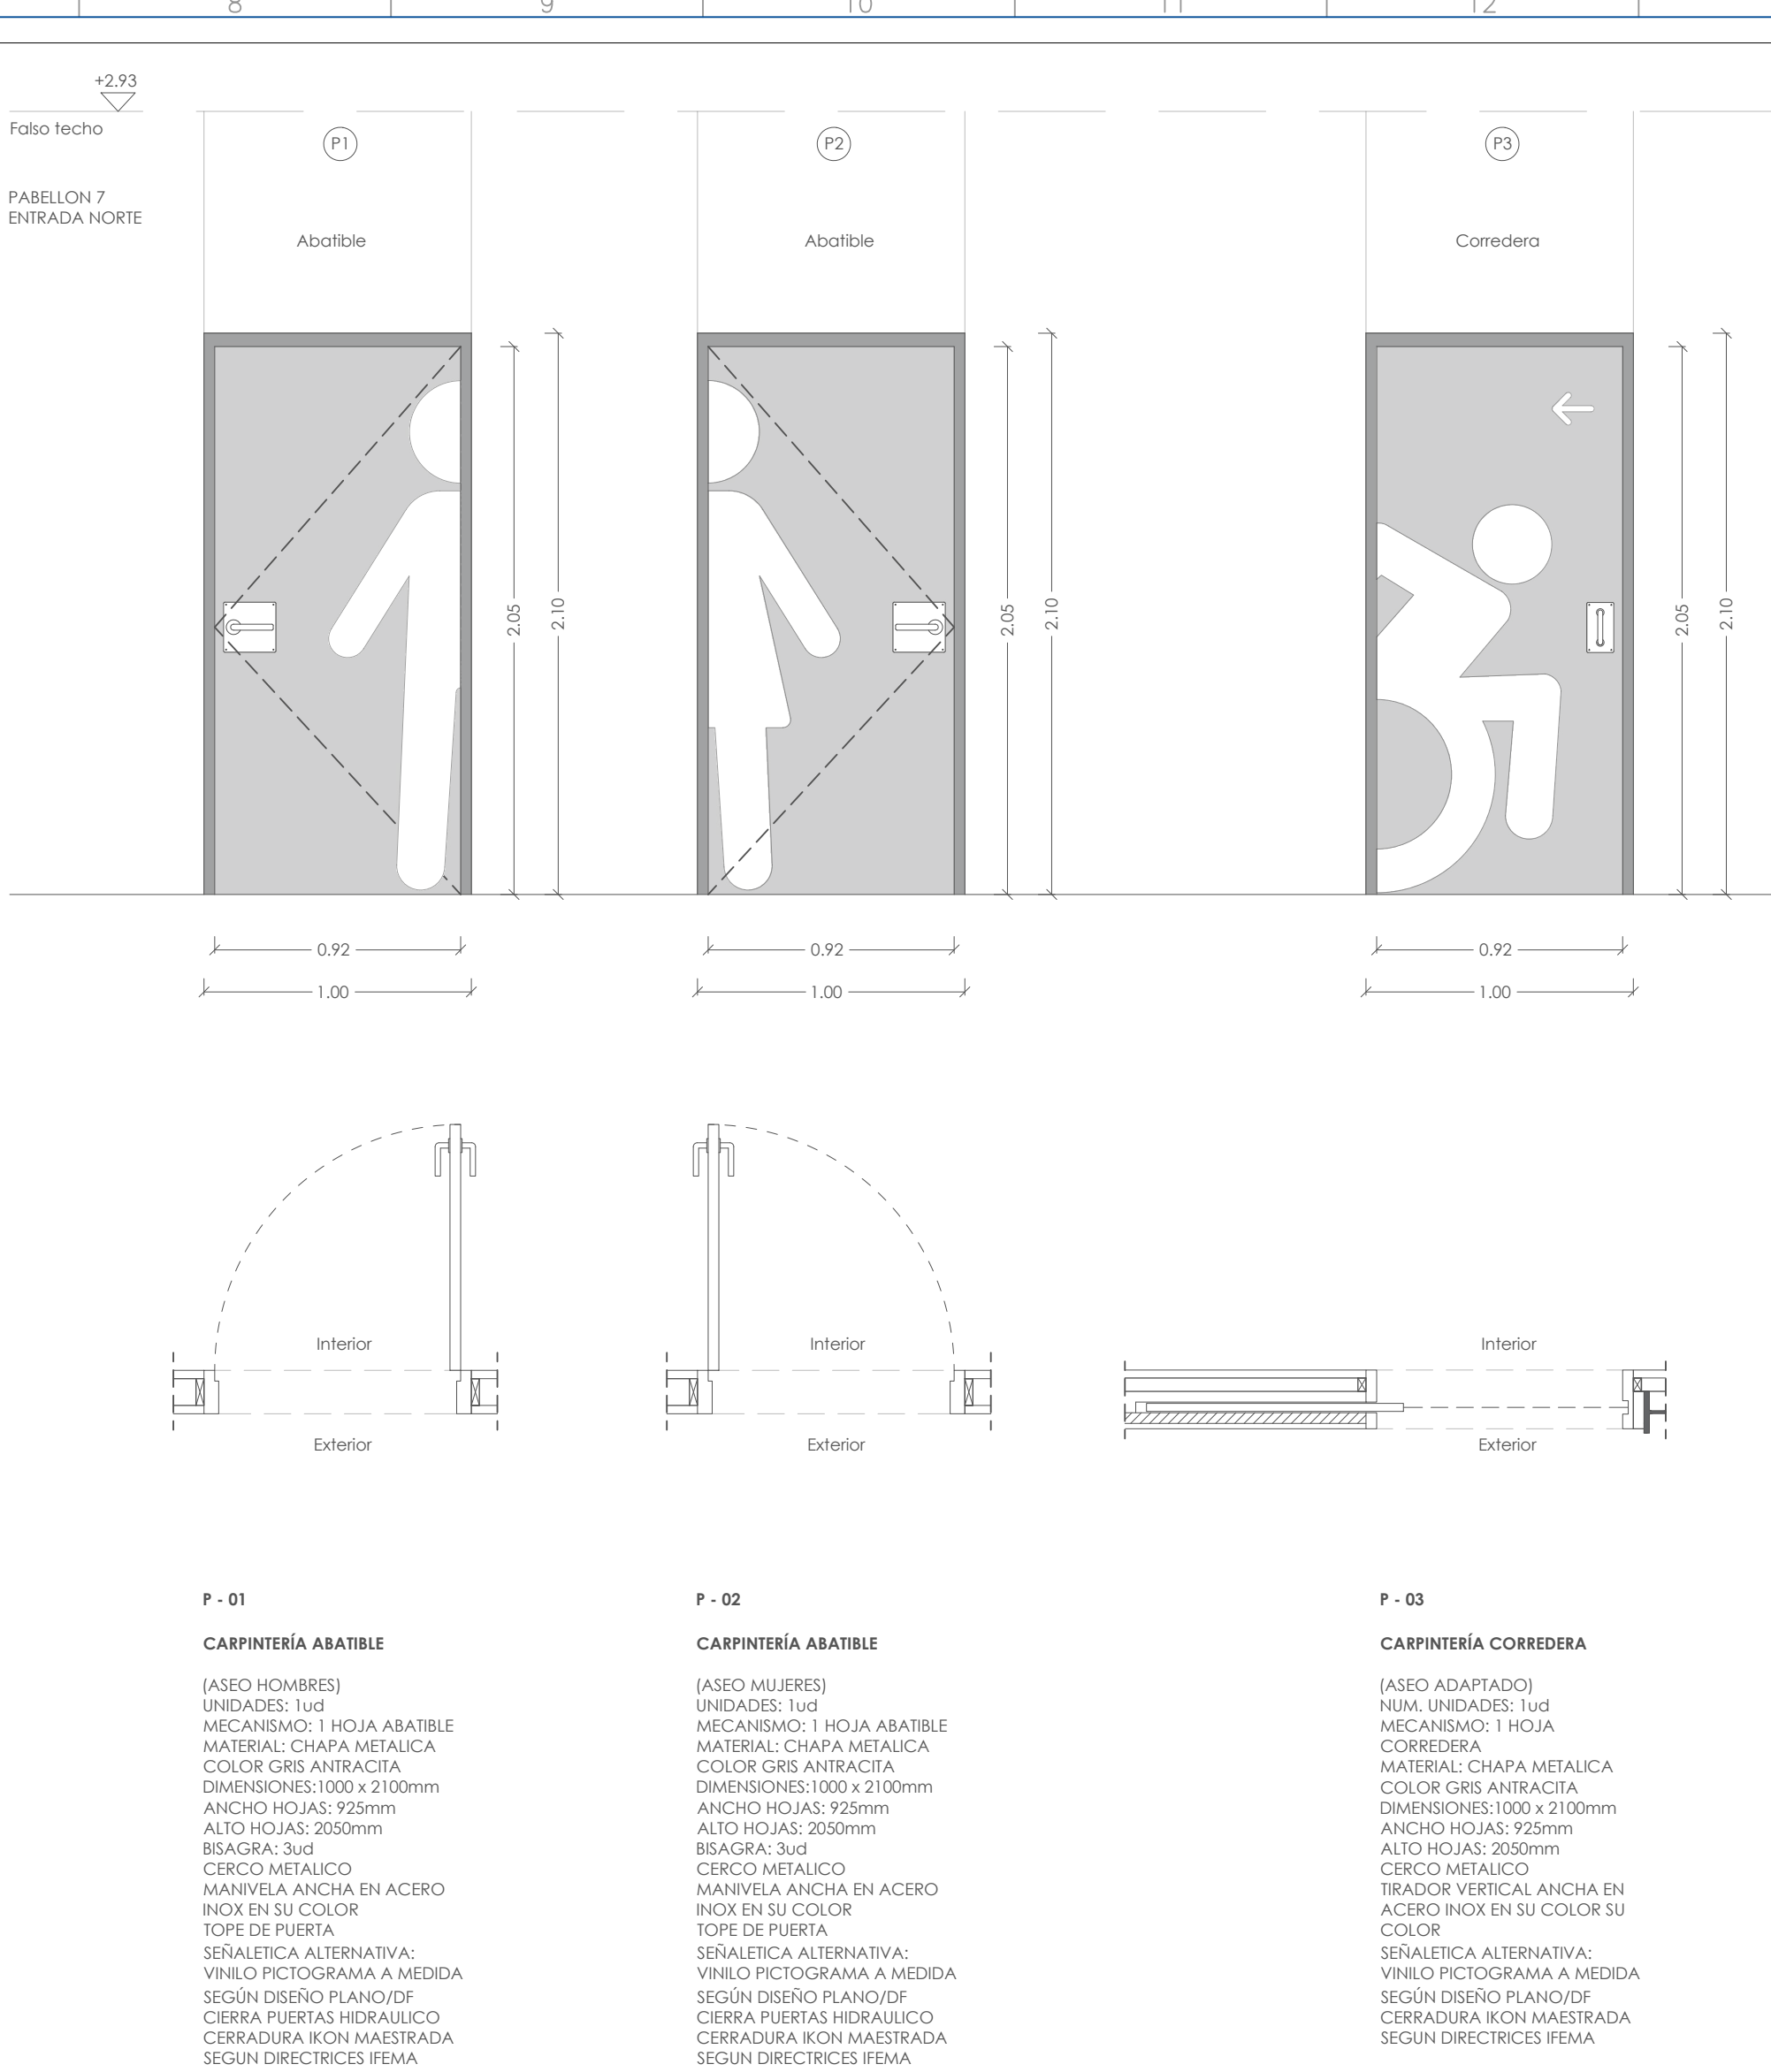 8 9 10 11 12
+2.93
Falso techo
PABELLON 7
ENTRADA NORTE
P1
P2
P3
Abatible
Abatible
Corredera
2.05
2.10
2.05
2.10
2.05
2.10
0.92
0.92
0.92
1.00
1.00
1.00
Interior
Interior
Interior
Exterior
Exterior
Exterior
P - 01
CARPINTERÍA ABATIBLE
(ASEO HOMBRES)
UNIDADES: 1ud
MECANISMO: 1 HOJA ABATIBLE
MATERIAL: CHAPA METALICA
COLOR GRIS ANTRACITA
DIMENSIONES:1000 x 2100mm
ANCHO HOJAS: 925mm
ALTO HOJAS: 2050mm
BISAGRA: 3ud
CERCO METALICO
MANIVELA ANCHA EN ACERO
INOX EN SU COLOR
TOPE DE PUERTA
SEÑALETICA ALTERNATIVA:
VINILO PICTOGRAMA A MEDIDA
SEGÚN DISEÑO PLANO/DF
CIERRA PUERTAS HIDRAULICO
CERRADURA IKON MAESTRADA
SEGUN DIRECTRICES IFEMA
P - 02
CARPINTERÍA ABATIBLE
(ASEO MUJERES)
UNIDADES: 1ud
MECANISMO: 1 HOJA ABATIBLE
MATERIAL: CHAPA METALICA
COLOR GRIS ANTRACITA
DIMENSIONES:1000 x 2100mm
ANCHO HOJAS: 925mm
ALTO HOJAS: 2050mm
BISAGRA: 3ud
CERCO METALICO
MANIVELA ANCHA EN ACERO
INOX EN SU COLOR
TOPE DE PUERTA
SEÑALETICA ALTERNATIVA:
VINILO PICTOGRAMA A MEDIDA
SEGÚN DISEÑO PLANO/DF
CIERRA PUERTAS HIDRAULICO
CERRADURA IKON MAESTRADA
SEGUN DIRECTRICES IFEMA
P - 03
CARPINTERÍA CORREDERA
(ASEO ADAPTADO)
NUM. UNIDADES: 1ud
MECANISMO: 1 HOJA
CORREDERA
MATERIAL: CHAPA METALICA
COLOR GRIS ANTRACITA
DIMENSIONES:1000 x 2100mm
ANCHO HOJAS: 925mm
ALTO HOJAS: 2050mm
CERCO METALICO
TIRADOR VERTICAL ANCHA EN
ACERO INOX EN SU COLOR SU
COLOR
SEÑALETICA ALTERNATIVA:
VINILO PICTOGRAMA A MEDIDA
SEGÚN DISEÑO PLANO/DF
CERRADURA IKON MAESTRADA
SEGUN DIRECTRICES IFEMA